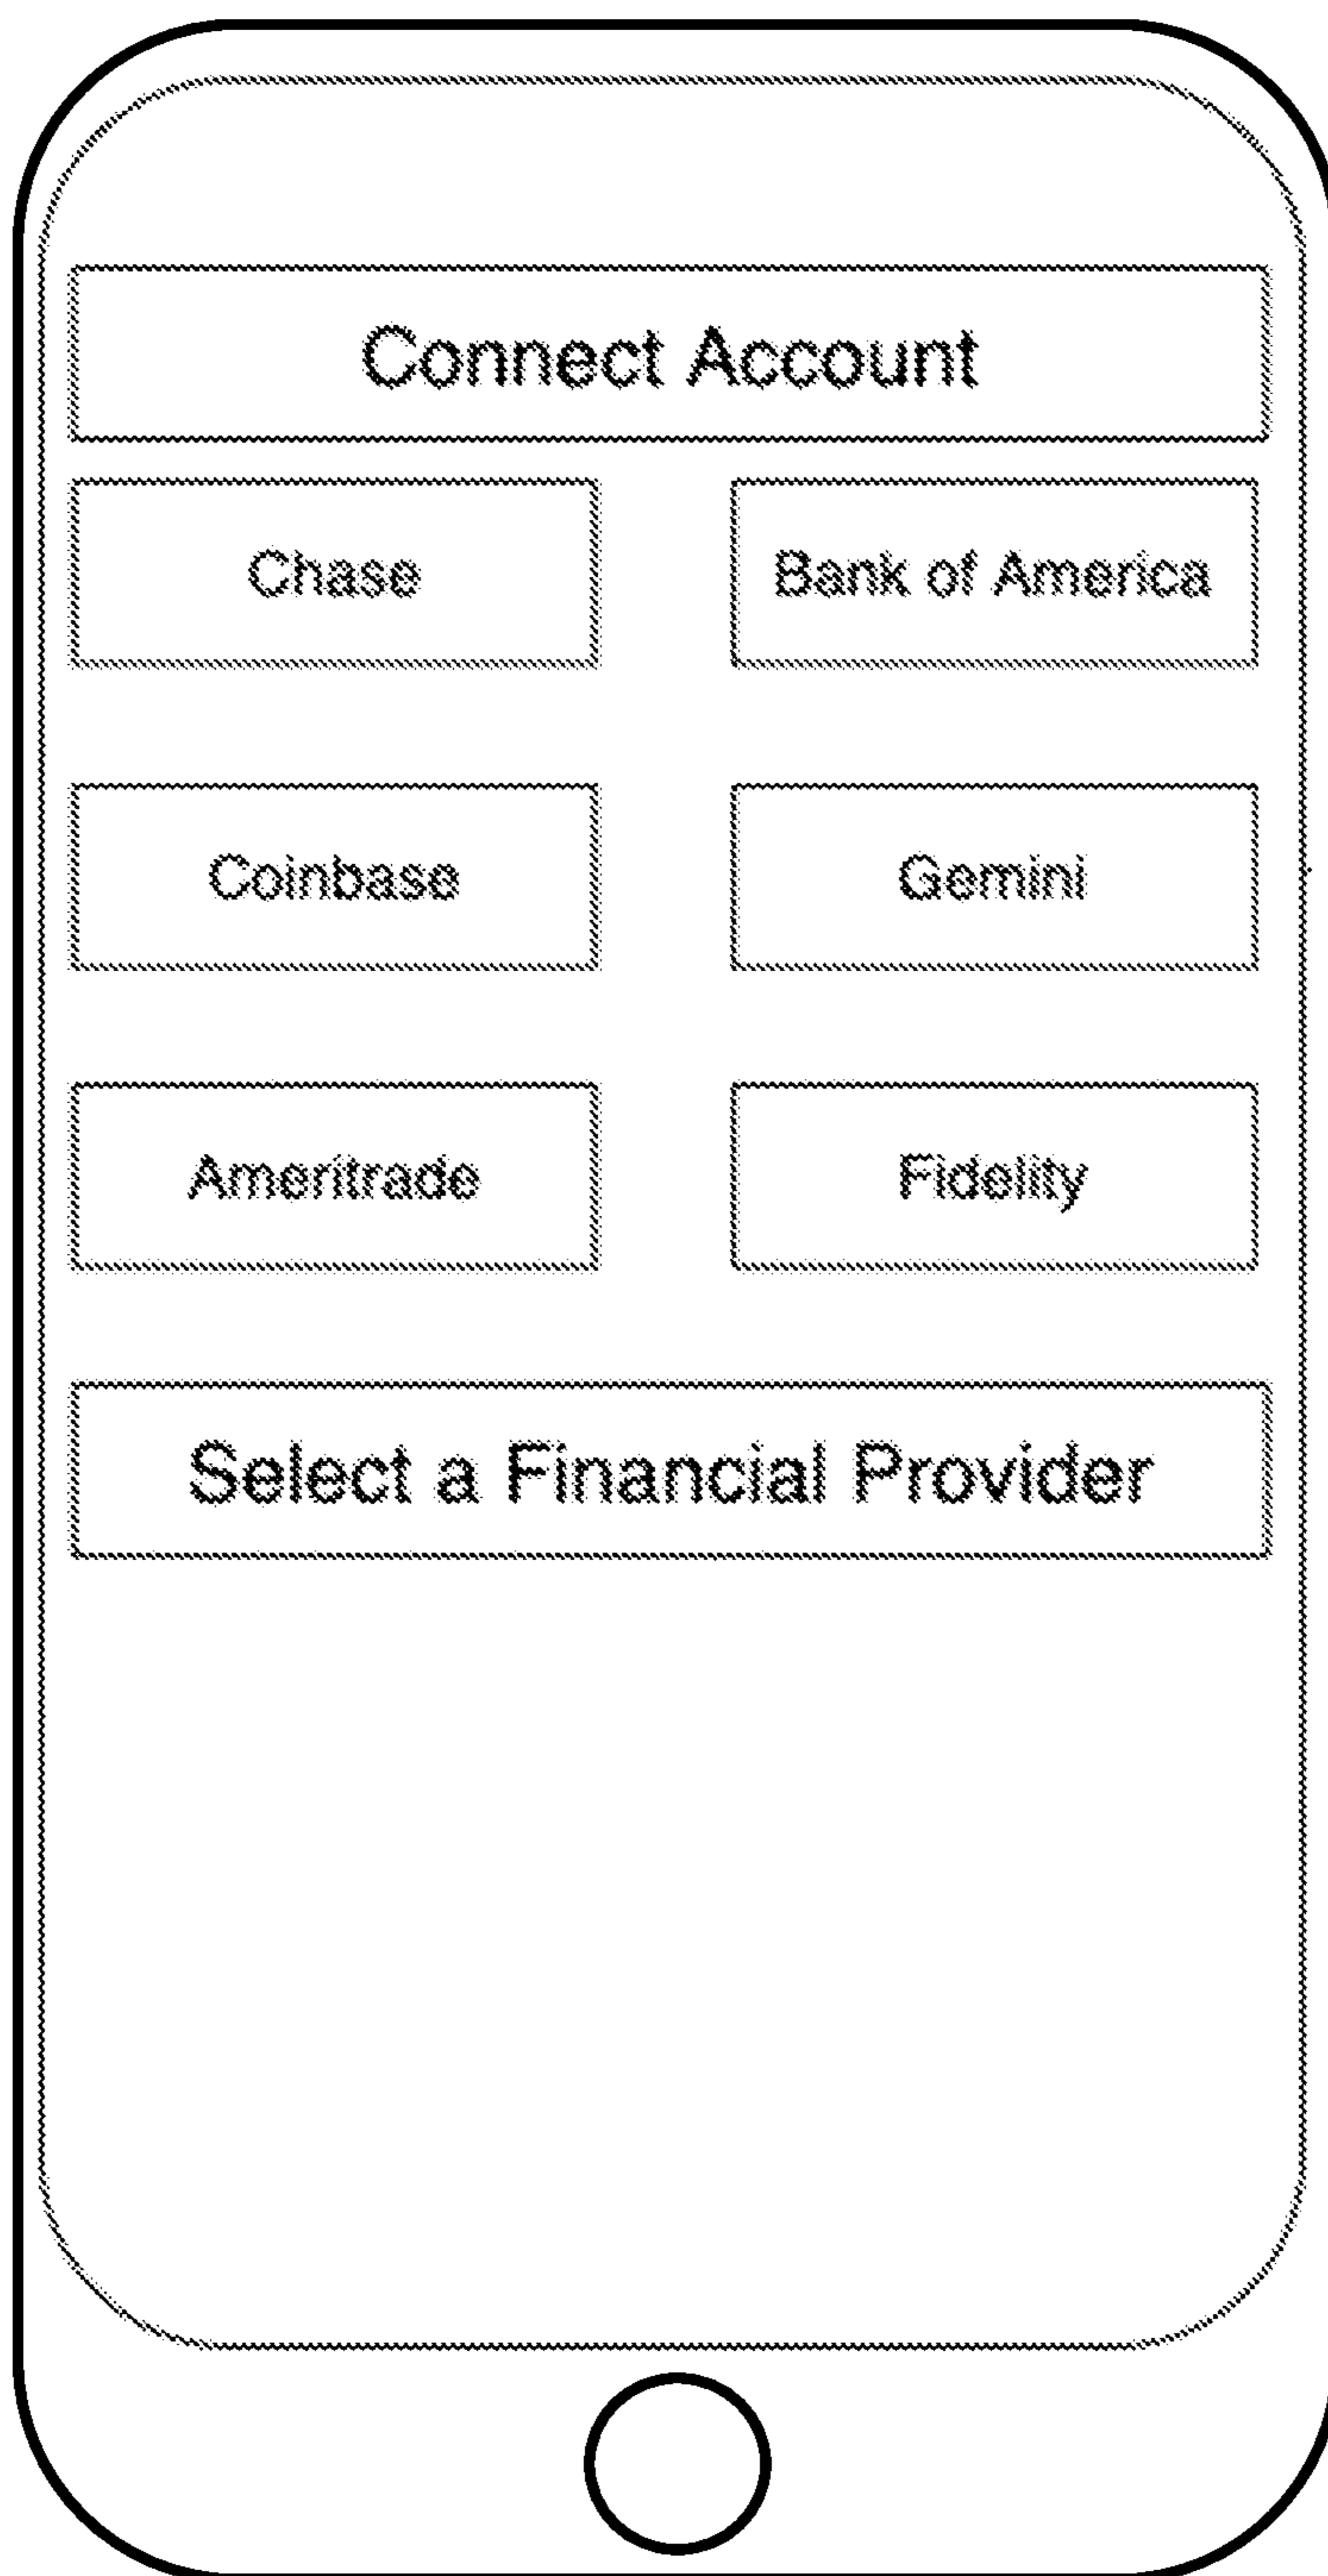 Connect Account
Chase
Bank of America
Coinbase
Gemini
Ameritrade
Fidelity
Select a Financial Provider